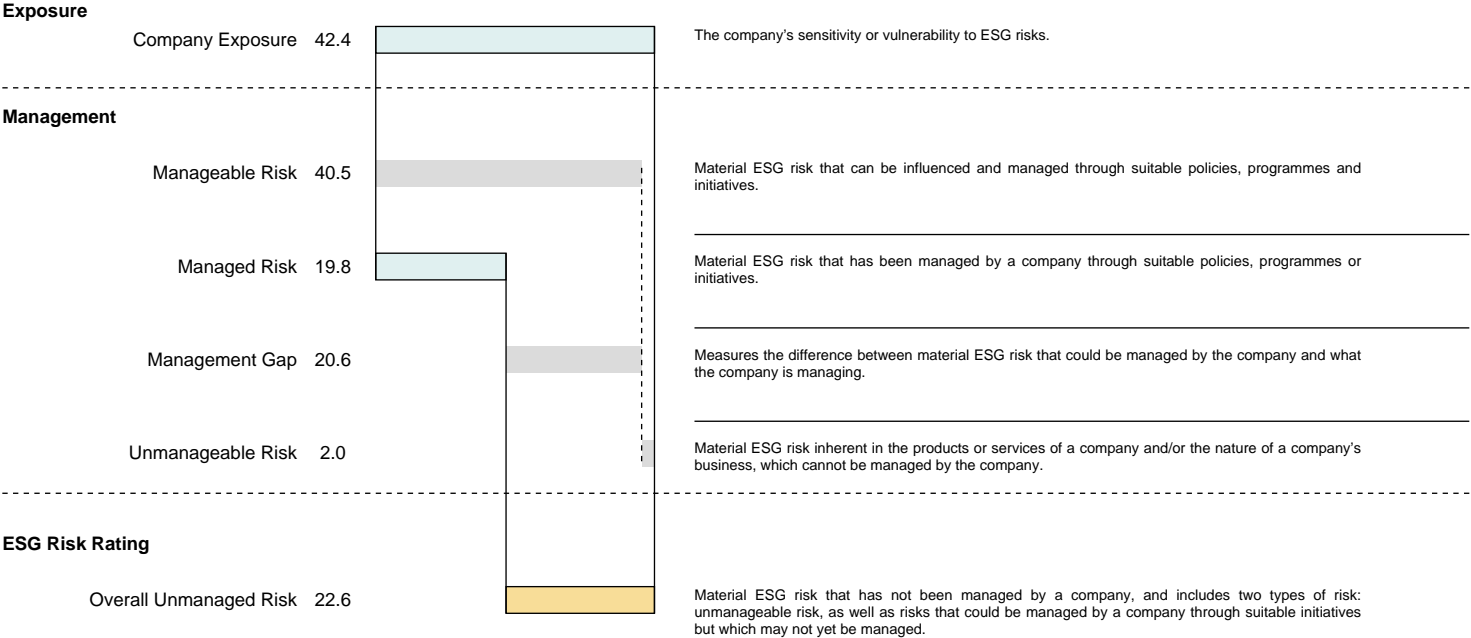 Exposure
Company Exposure 42.4
The company’s sensitivity or vulnerability to ESG risks.
Management
Manageable Risk 40.5
Material ESG risk that can be influenced and managed through suitable policies, programmes and
initiatives.
Managed Risk 19.8
Material ESG risk that has been managed by a company through suitable policies, programmes or
initiatives.
Management Gap 20.6
Measures the difference between material ESG risk that could be managed by the company and what
the company is managing.
Unmanageable Risk 2.0
Material ESG risk inherent in the products or services of a company and/or the nature of a company’s
business, which cannot be managed by the company.
ESG Risk Rating
Overall Unmanaged Risk 22.6
Material ESG risk that has not been managed by a company, and includes two types of risk:
unmanageable risk, as well as risks that could be managed by a company through suitable initiatives
but which may not yet be managed.